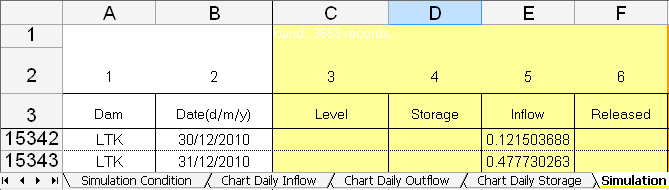 A B C D E F
1
2 1 2 3 4 5 6
3 Dam Date(d/m/y) Level Storage Inflow Released
15342 LTK 30/12/2010 0.121503688
15343 LTK 31/12/2010 0.477730263
Simulation Condition Chart Daily Inflow Chart Daily Outflow Chart Daily Storage Simulation